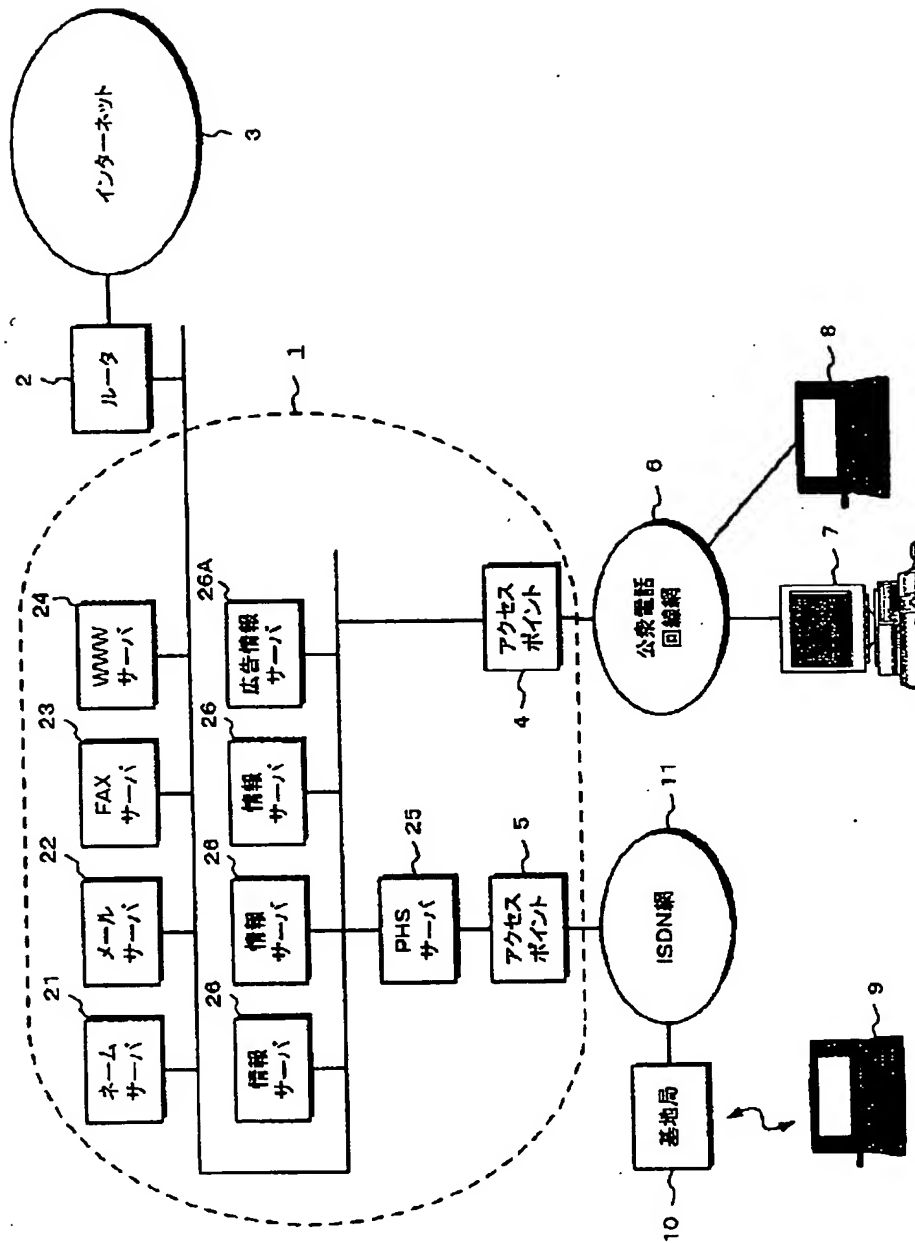 インターネット
3
ルータ
2
1
24
WWW
サーバ
23
FAX
サーバ
22
メール
サーバ
21
ネーム
サーバ
26A
広告情報
サーバ
26
情報
サーバ
26
情報
サーバ
26
情報
サーバ
アクセス
ポイント
4
PHS
サーバ
25
アクセス
ポイント
5
公衆電話
回線網
6
8
7
ISDN網
11
基地局
10
9